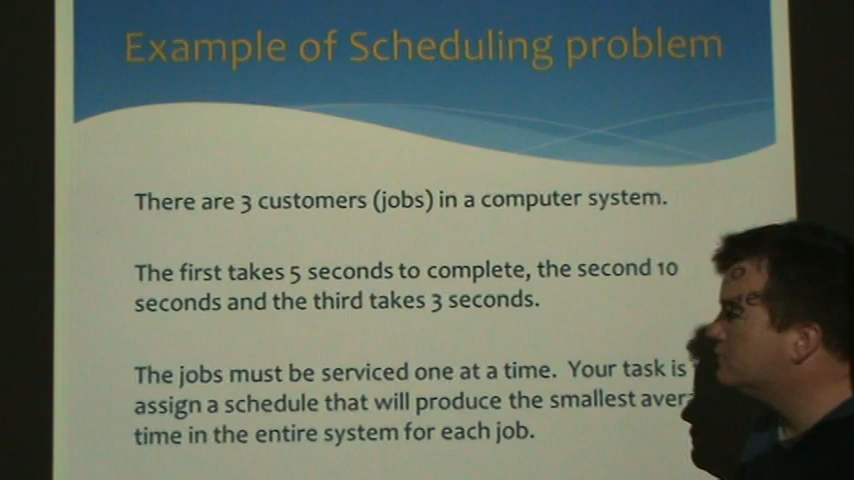 Example of Scheduling problem
There are 3 customers (jobs) in a computer system.
The first takes 5 seconds to complete, the second 10
seconds and the third takes 3 seconds.
The jobs must be serviced one at a time. Your task is
assign a schedule that will produce the smallest
time in the entire system for each job.